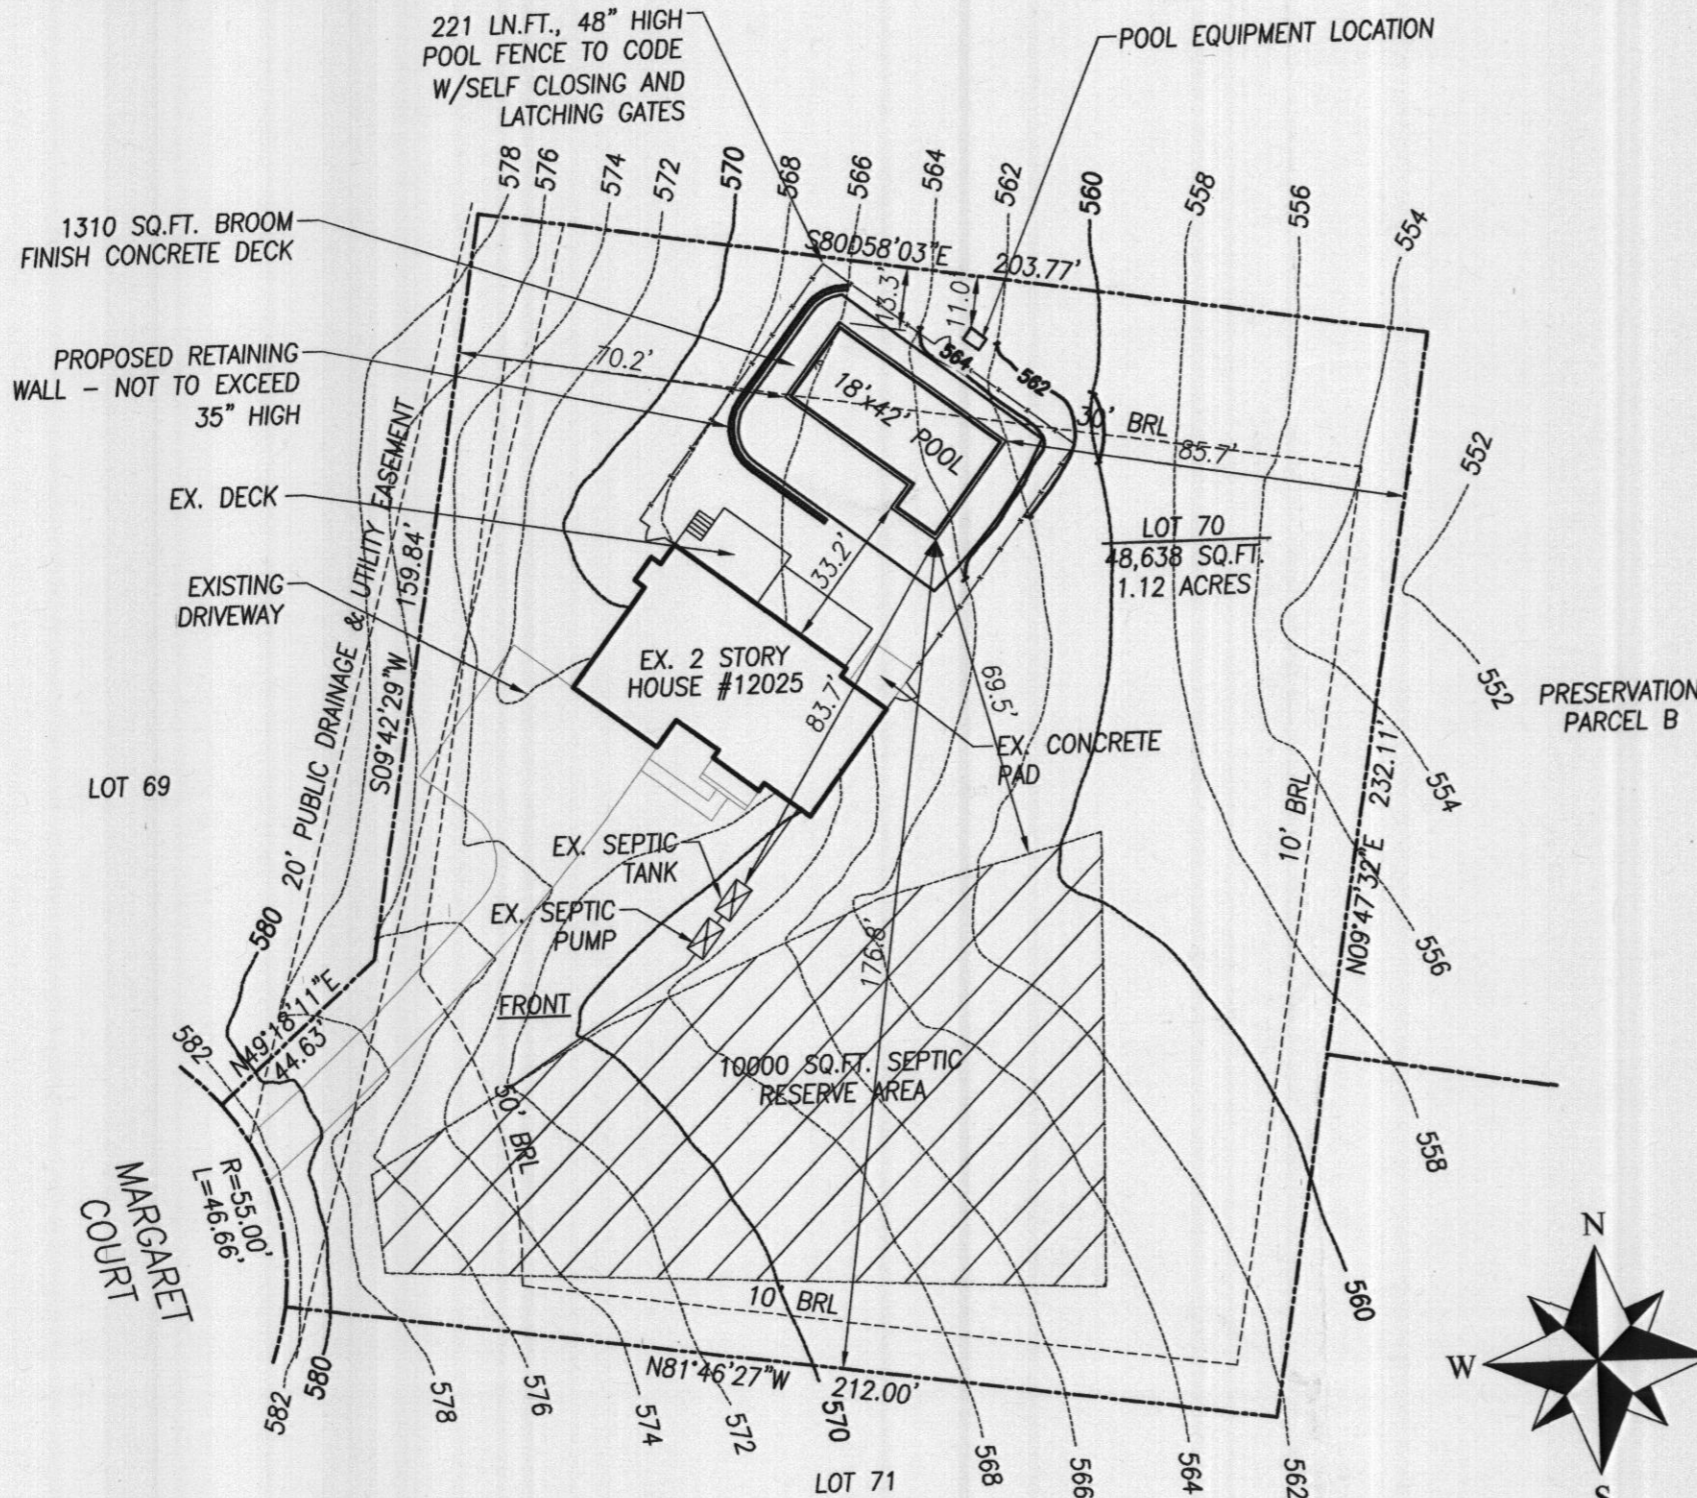 221 LN.FT., 48" HIGH
POOL FENCE TO CODE
W/SELF CLOSING AND
LATCHING GATES
POOL EQUIPMENT LOCATION
578
576
574
572
570
568
566
564
562
560
558
556
554
1310 SQ.FT. BROOM
FINISH CONCRETE DECK
S80D58'03"E
203.77'
13.3'
11.0'
PROPOSED RETAINING
WALL – NOT TO EXCEED
35" HIGH
70.2'
564
562
18'x42' POOL
30' BRL
85.7'
552
EX. DECK
LOT 70
48,638 SQ.FT.
1.12 ACRES
33.2'
EXISTING
DRIVEWAY
20' PUBLIC DRAINAGE & UTILITY EASEMENT
S09°42'29"W 159.84'
EX. 2 STORY
HOUSE #12025
83.7'
69.5'
552
PRESERVATION
PARCEL B
EX. CONCRETE
PAD
LOT 69
10' BRL
N09°47'32"E 232.11'
554
EX. SEPTIC
TANK
EX. SEPTIC
PUMP
176.8'
556
580
FRONT
582
N49°18'11"E
44.63'
10000 SQ.FT. SEPTIC
RESERVE AREA
50' BRL
558
MARGARET
COURT
R=55.00'
L=46.66'
N
10' BRL
560
W
N81°46'27"W
212.00'
582
580
578
576
574
572
570
568
566
564
562
LOT 71
S